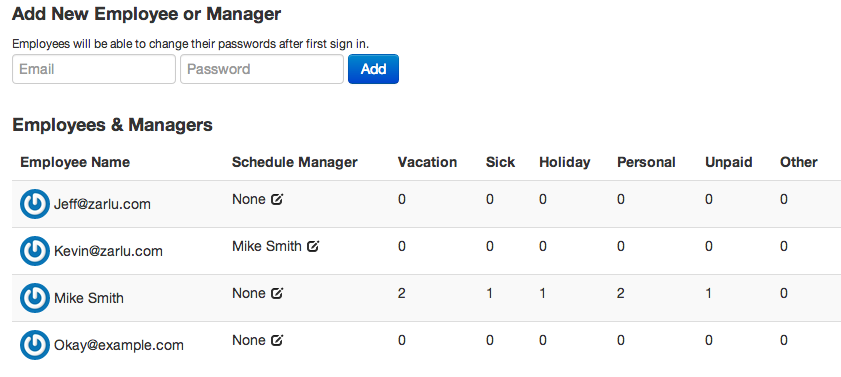 Add New Employee or Manager
Employees will be able to change their passwords after first sign in.
Email Password Add
Employees & Managers
Employee Name Schedule Manager Vacation Sick Holiday Personal Unpaid Other
Jeff@zarlu.com None 0 0 0 0 0 0
Kevin@zarlu.com Mike Smith 0 0 0 0 0 0
Mike Smith None 2 1 1 2 1 0
Okay@example.com None 0 0 0 0 0 0